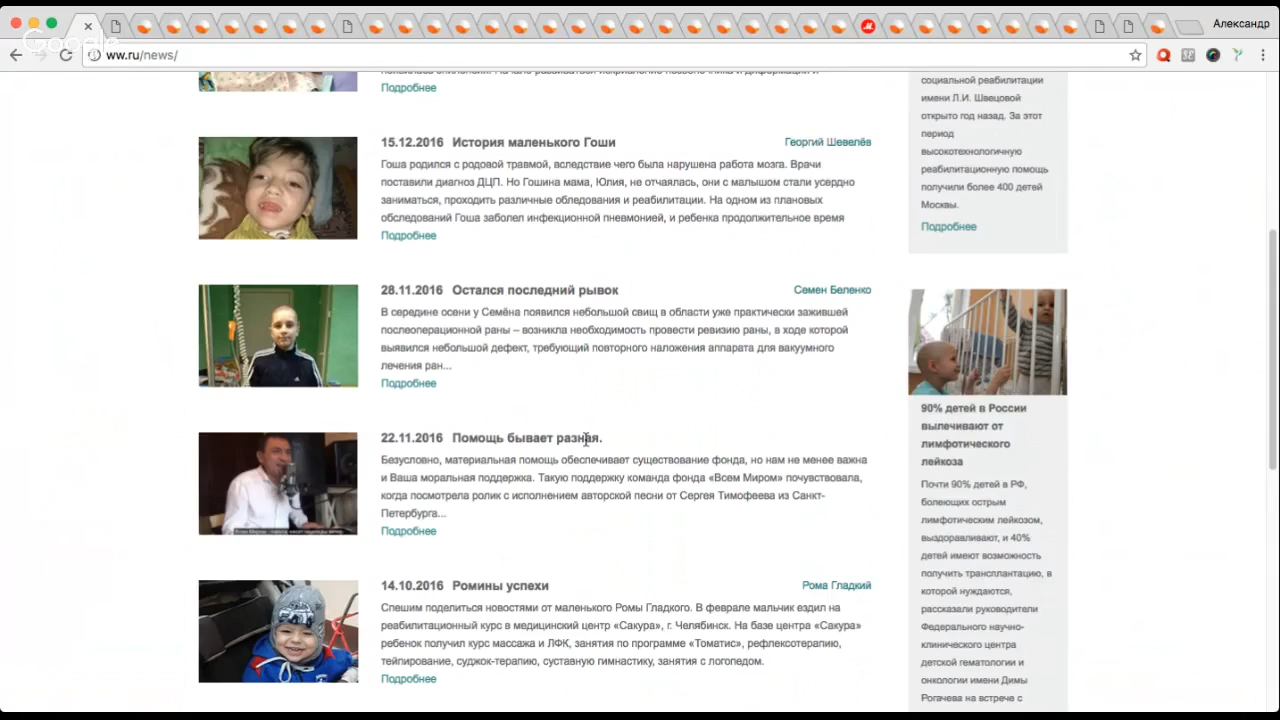 Александр
Google
ww.ru/news/
Подробнее
15.12.2016 История маленького Гоши
Георгий Шевелёв
Гоша родился с родовой травмой, вследствие чего была нарушена работа мозга. Врачи
поставили диагноз ДЦП. Но Гошина мама, Юлия, не отчаялась, они с малышом стали усердно
заниматься, проходить различные обледования и реабилитации. На одном из плановых
обследований Гоша заболел инфекционной пневмонией, и ребенка продолжительное время
Подробнее
28.11.2016 Остался последний рывок
Семен Беленко
В середине осени у Семёна появился небольшой свищ в области уже практически зажившей
послеоперационной раны – возникла необходимость провести ревизию раны, в ходе которой
выявился небольшой дефект, требующий повторного наложения аппарата для вакуумного
лечения ран...
Подробнее
22.11.2016 Помощь бывает разная.
Безусловно, материальная помощь обеспечивает существование фонда, но нам не менее важна
и Ваша моральная поддержка. Такую поддержку команда фонда «Всем Миром» почувствовала,
когда посмотрела ролик с исполнением авторской песни от Сергея Тимофеева из Санкт-
Петербурга...
Подробнее
14.10.2016 Ромины успехи
Рома Гладкий
Спешим поделиться новостями от маленького Ромы Гладкого. В феврале мальчик ездил на
реабилитационный курс в медицинский центр «Сакура», г. Челябинск. На базе центра «Сакура»
ребенок получил курс массажа и ЛФК, занятия по программе «Томатис», рефлексотерапию,
тейпирование, суджок-терапию, суставную гимнастику, занятия с логопедом.
Подробнее
социальной реабилитации
имени Л.И. Швецовой
открыто год назад. За этот
период
высокотехнологичную
реабилитационную помощь
получили более 400 детей
Москвы.
Подробнее
90% детей в России
вылечивают от
лимфотического
лейкоза
Почти 90% детей в РФ,
болеющих острым
лимфотическим лейкозом,
выздоравливают, и 40%
детей имеют возможность
получить трансплантацию, в
которой нуждаются,
рассказали руководители
Федерального научно-
клинического центра
детской гематологии и
онкологии имени Димы
Рогачева на встрече с